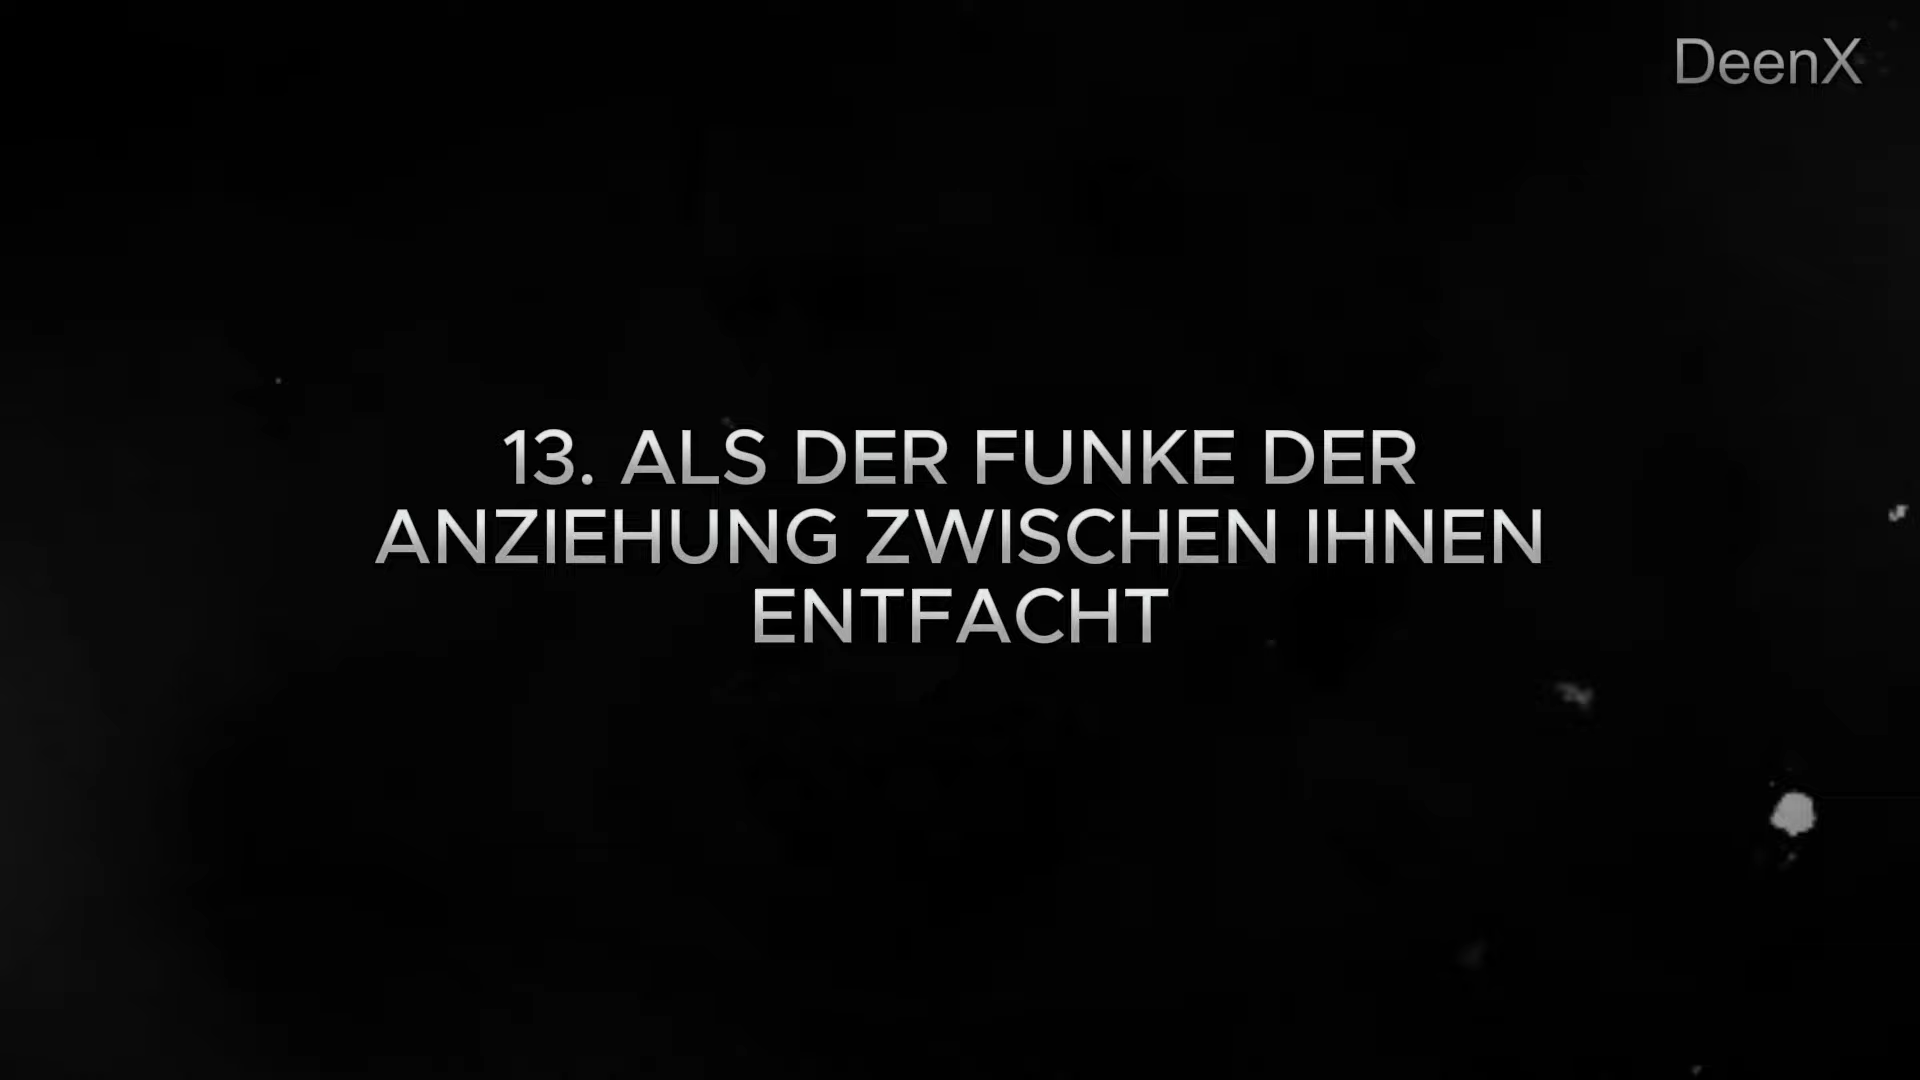 DeenX
13. ALS DER FUNKE DER
ANZIEHUNG ZWISCHEN IHNEN
ENTFACHT